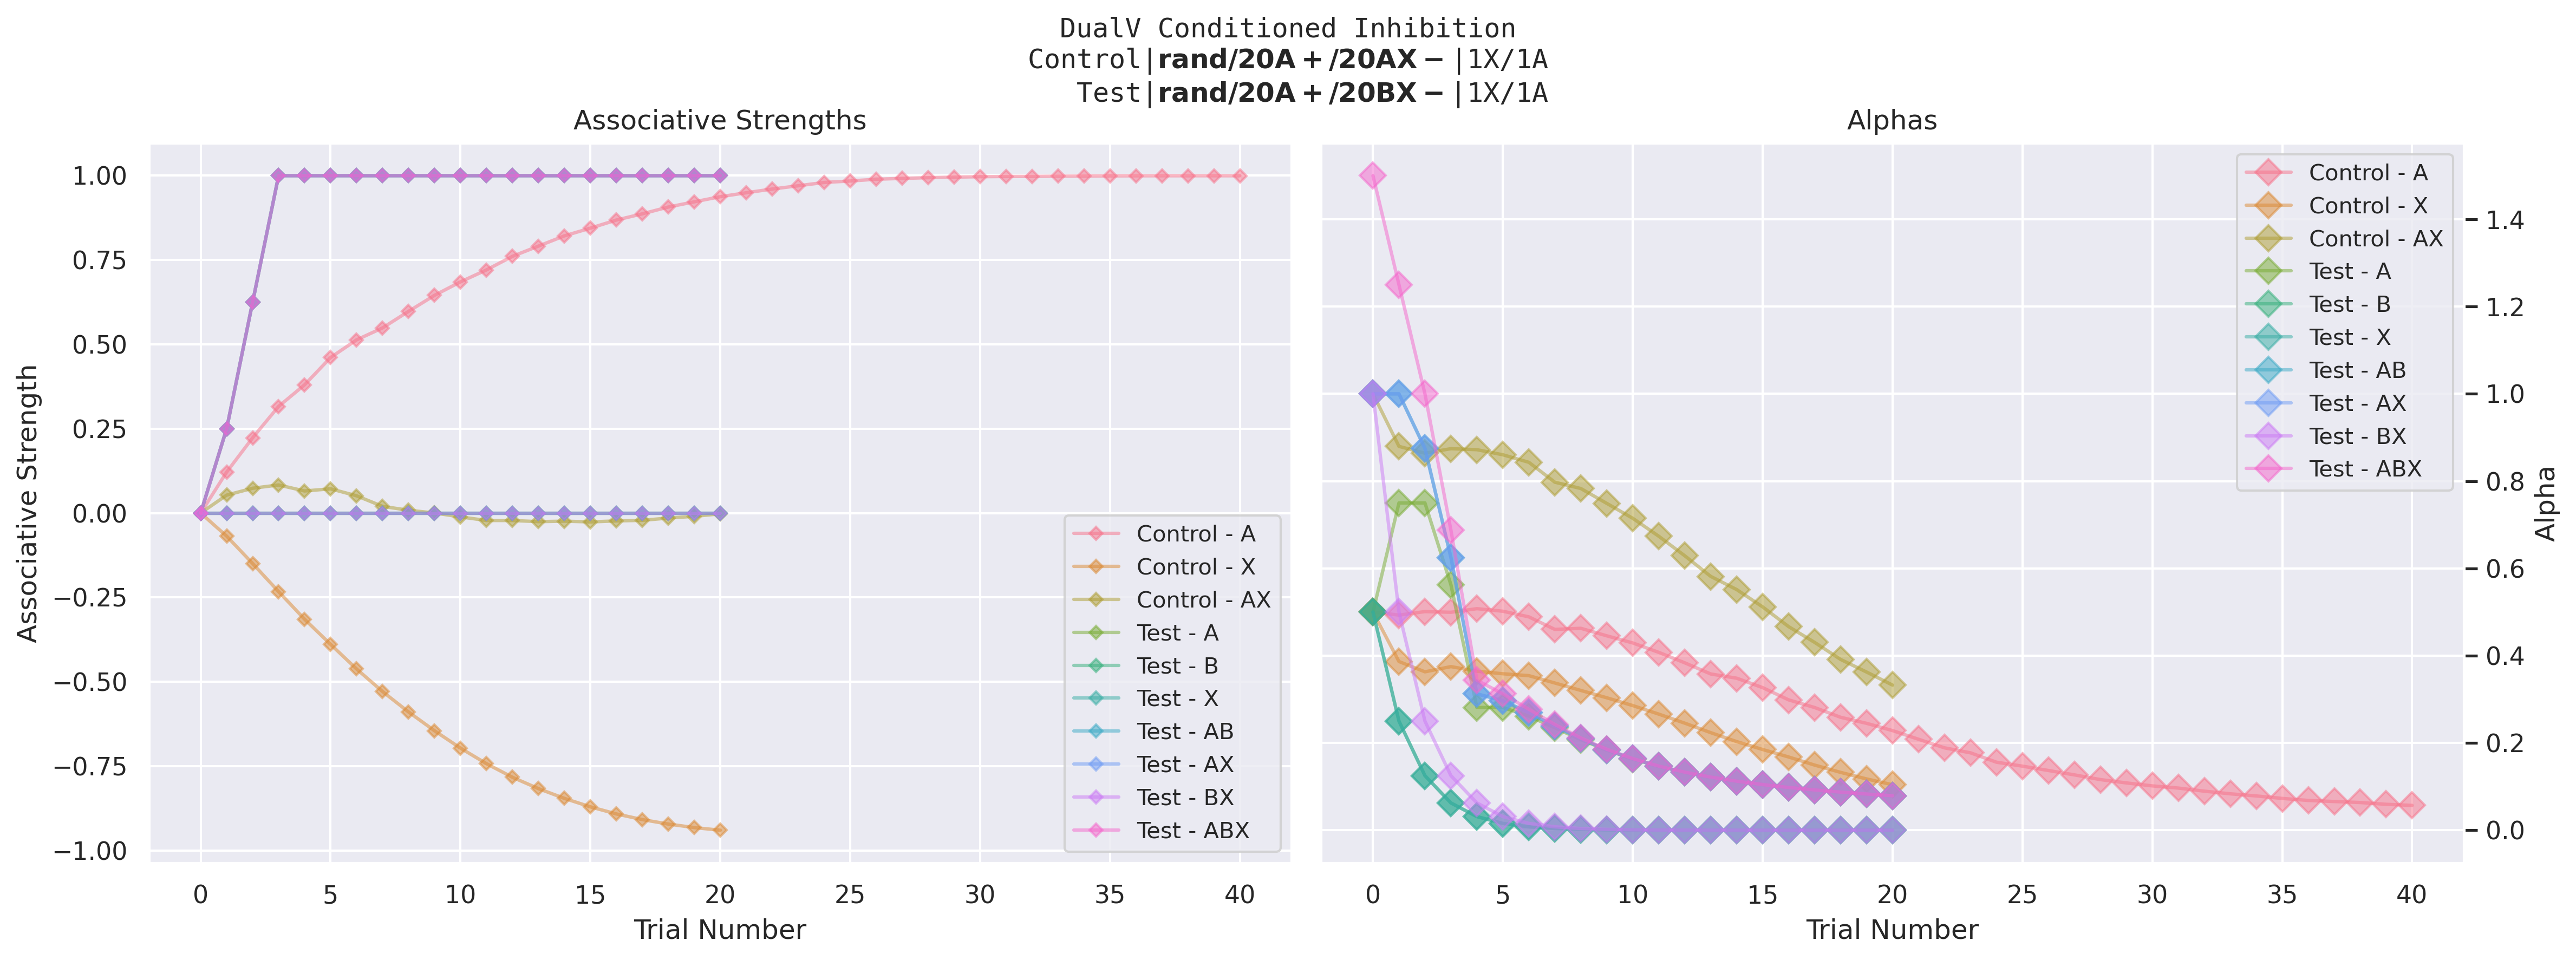 DualV Conditioned Inhibition
Control|rand/20A + /20AX − |1X/1A
Test|rand/20A + /20BX − |1X/1A
Associative Strengths
Associative Strength
1.00
0.75
0.50
0.25
0.00
−0.25
−0.50
−0.75
−1.00
0 5 10 15 20 25 30 35 40
Trial Number
Control - A
Control - X
Control - AX
Test - A
Test - B
Test - X
Test - AB
Test - AX
Test - BX
Test - ABX
Alphas
Control - A
Control - X
Control - AX
Test - A
Test - B
Test - X
Test - AB
Test - AX
Test - BX
Test - ABX
1.4
1.2
1.0
0.8
0.6
0.4
0.2
0.0
Alpha
0 5 10 15 20 25 30 35 40
Trial Number